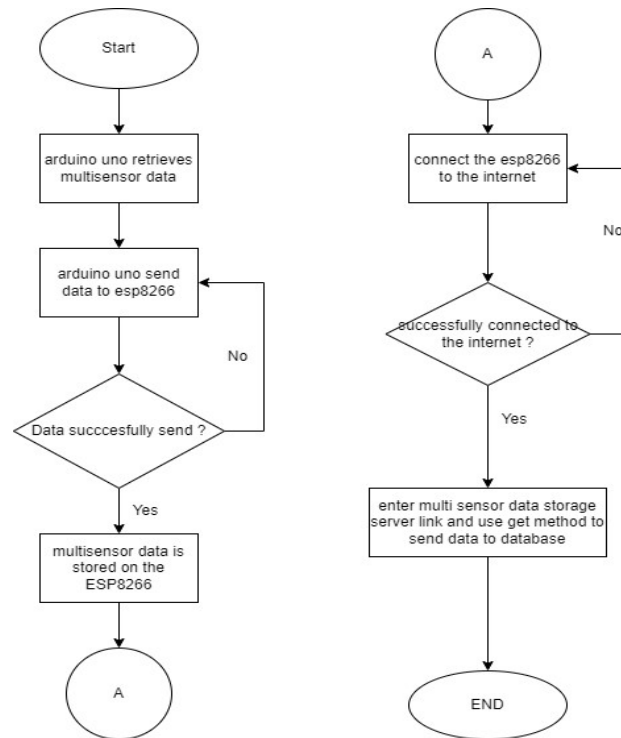 Start
arduino uno retrieves
multisensor data
arduino uno send
data to esp8266
No
Data succcesfully send ?
Yes
multisensor data is
stored on the
ESP8266
A
A
connect the esp8266
to the internet
No
successfully connected to
the internet ?
Yes
enter multi sensor data storage
server link and use get method to
send data to database
END